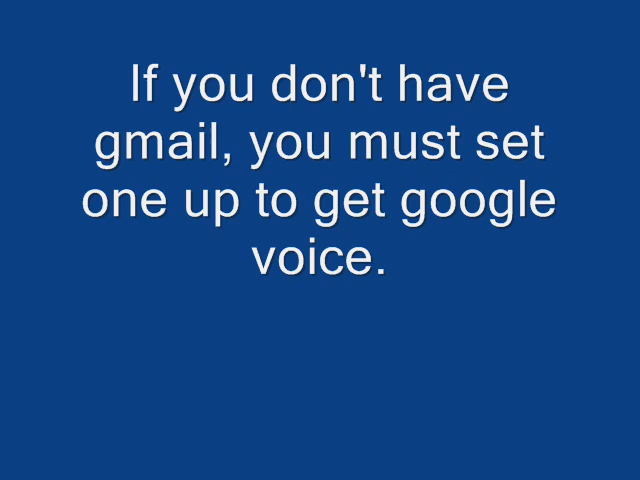 If you don't have
gmail, you must set
one up to get google
voice.